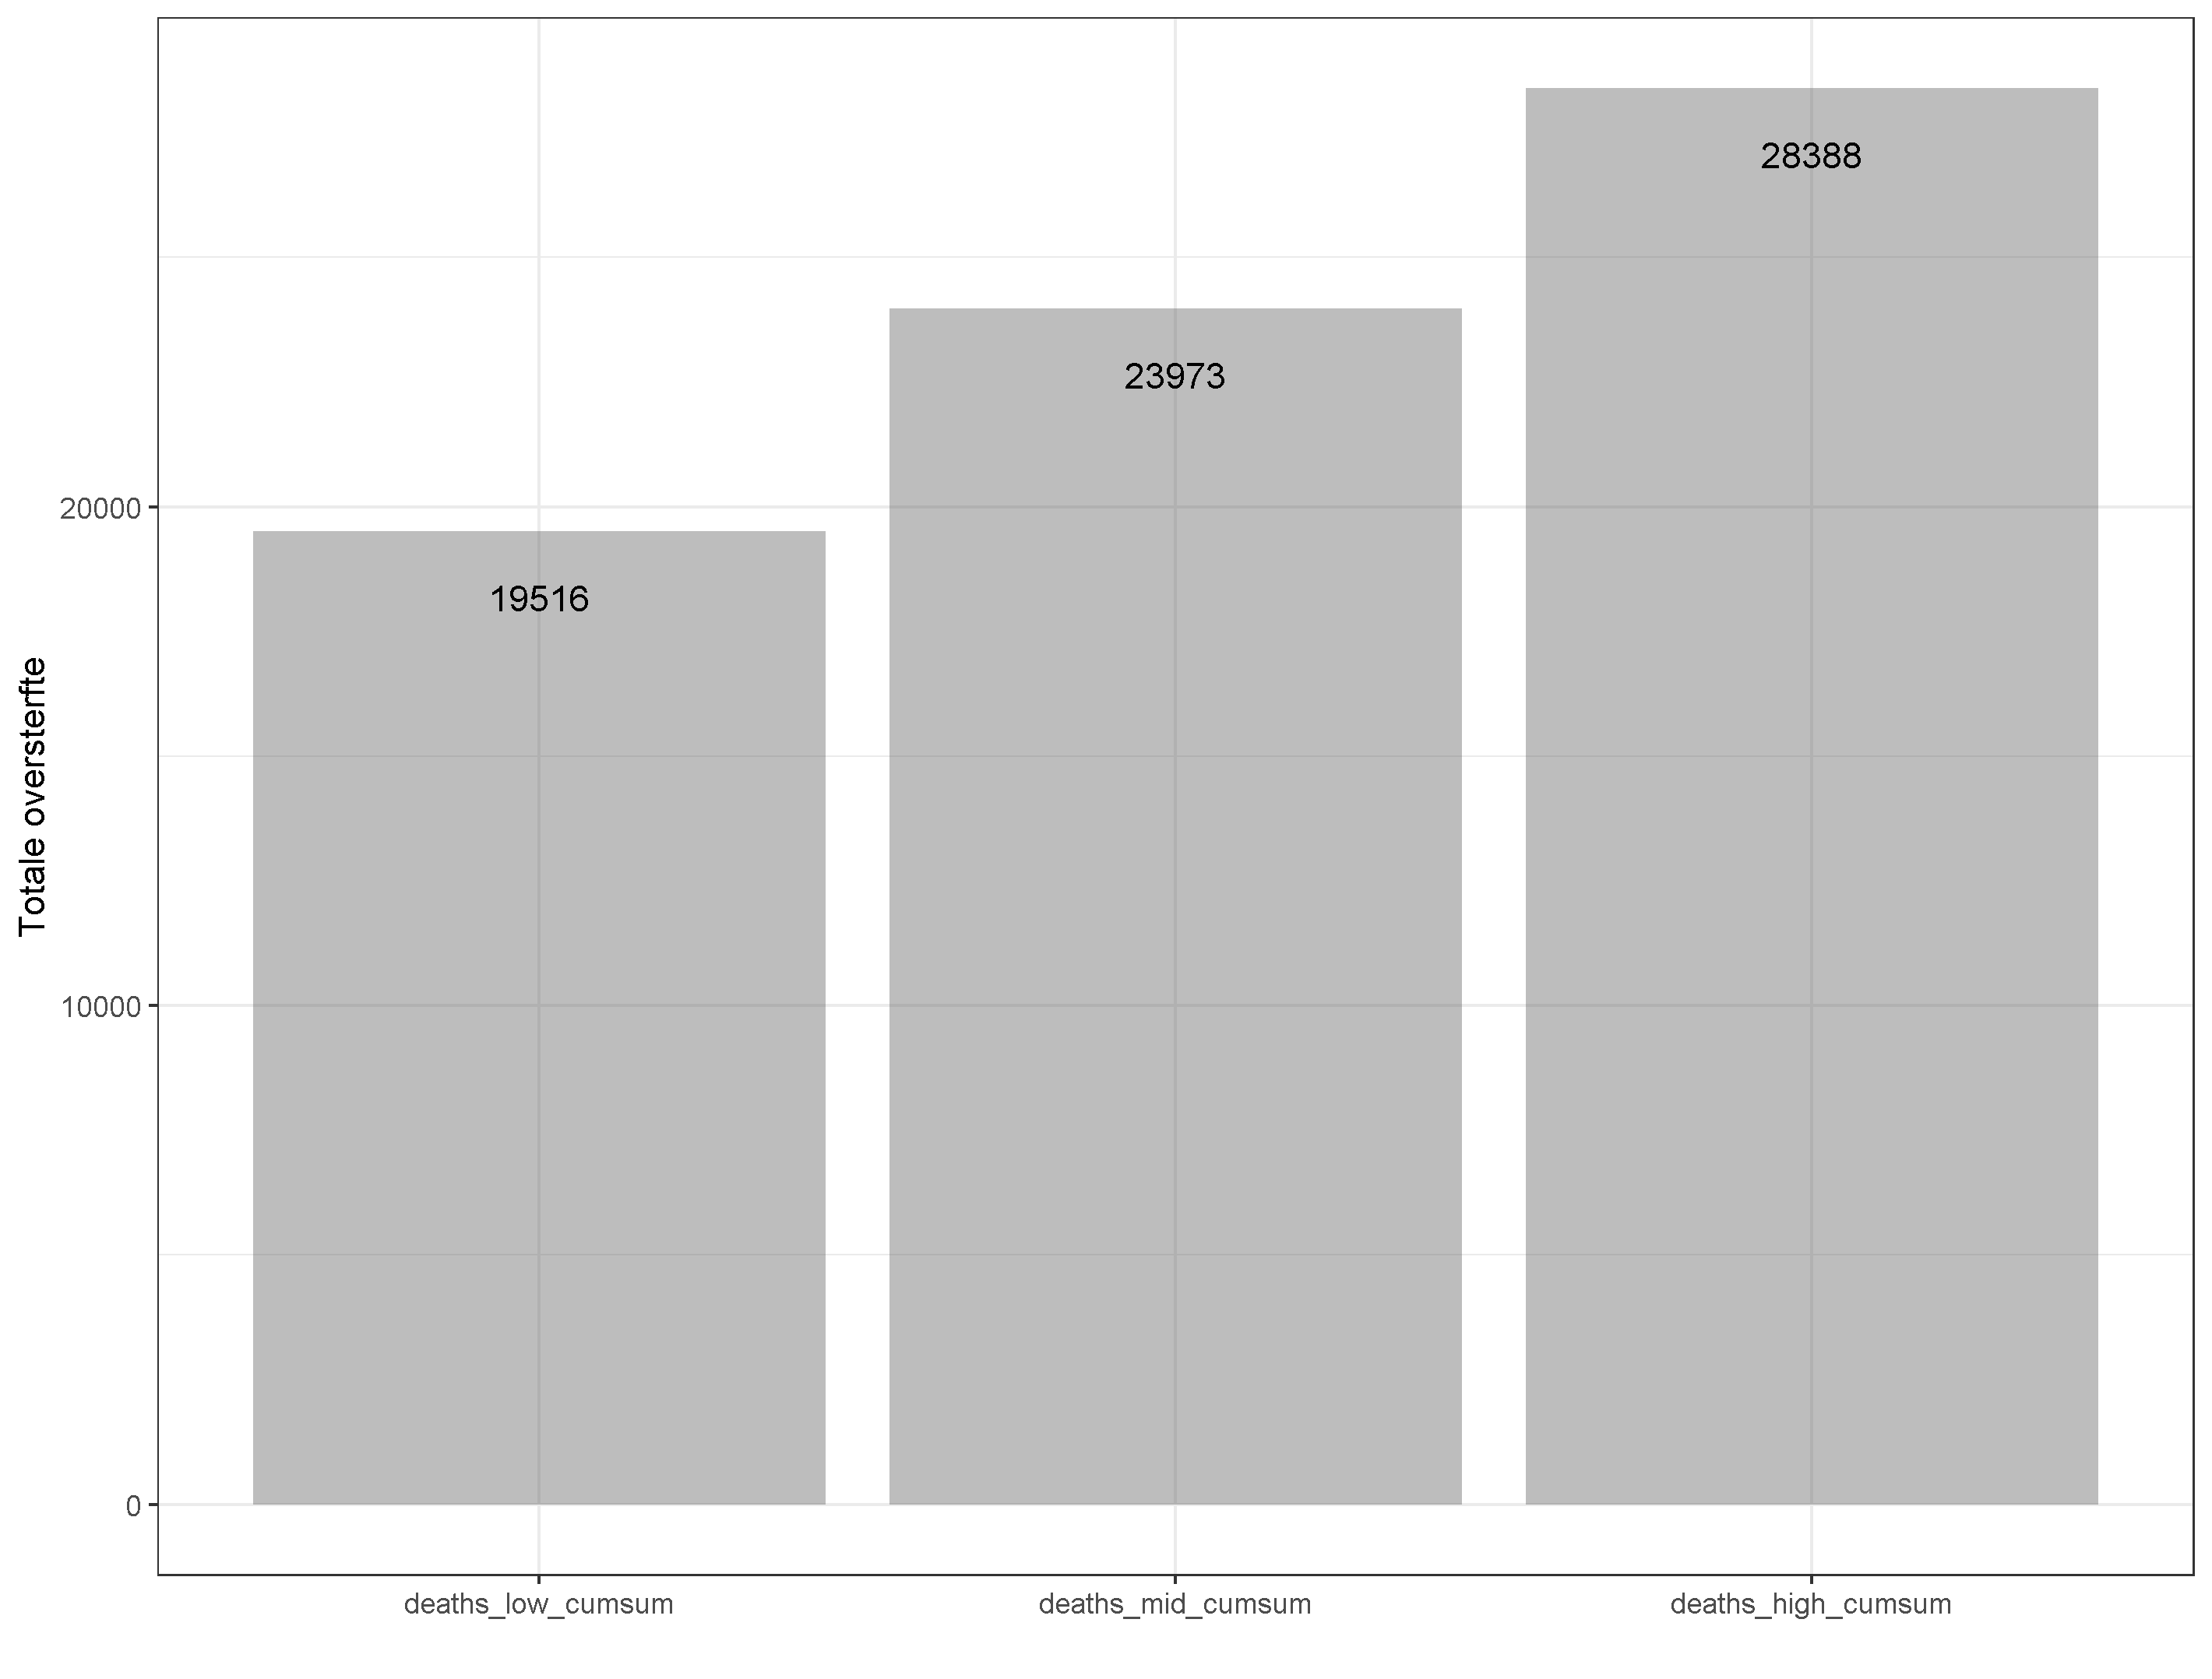 Totale oversterfte
20000
10000
0
19516
23973
28388
deaths_low_cumsum
deaths_mid_cumsum
deaths_high_cumsum